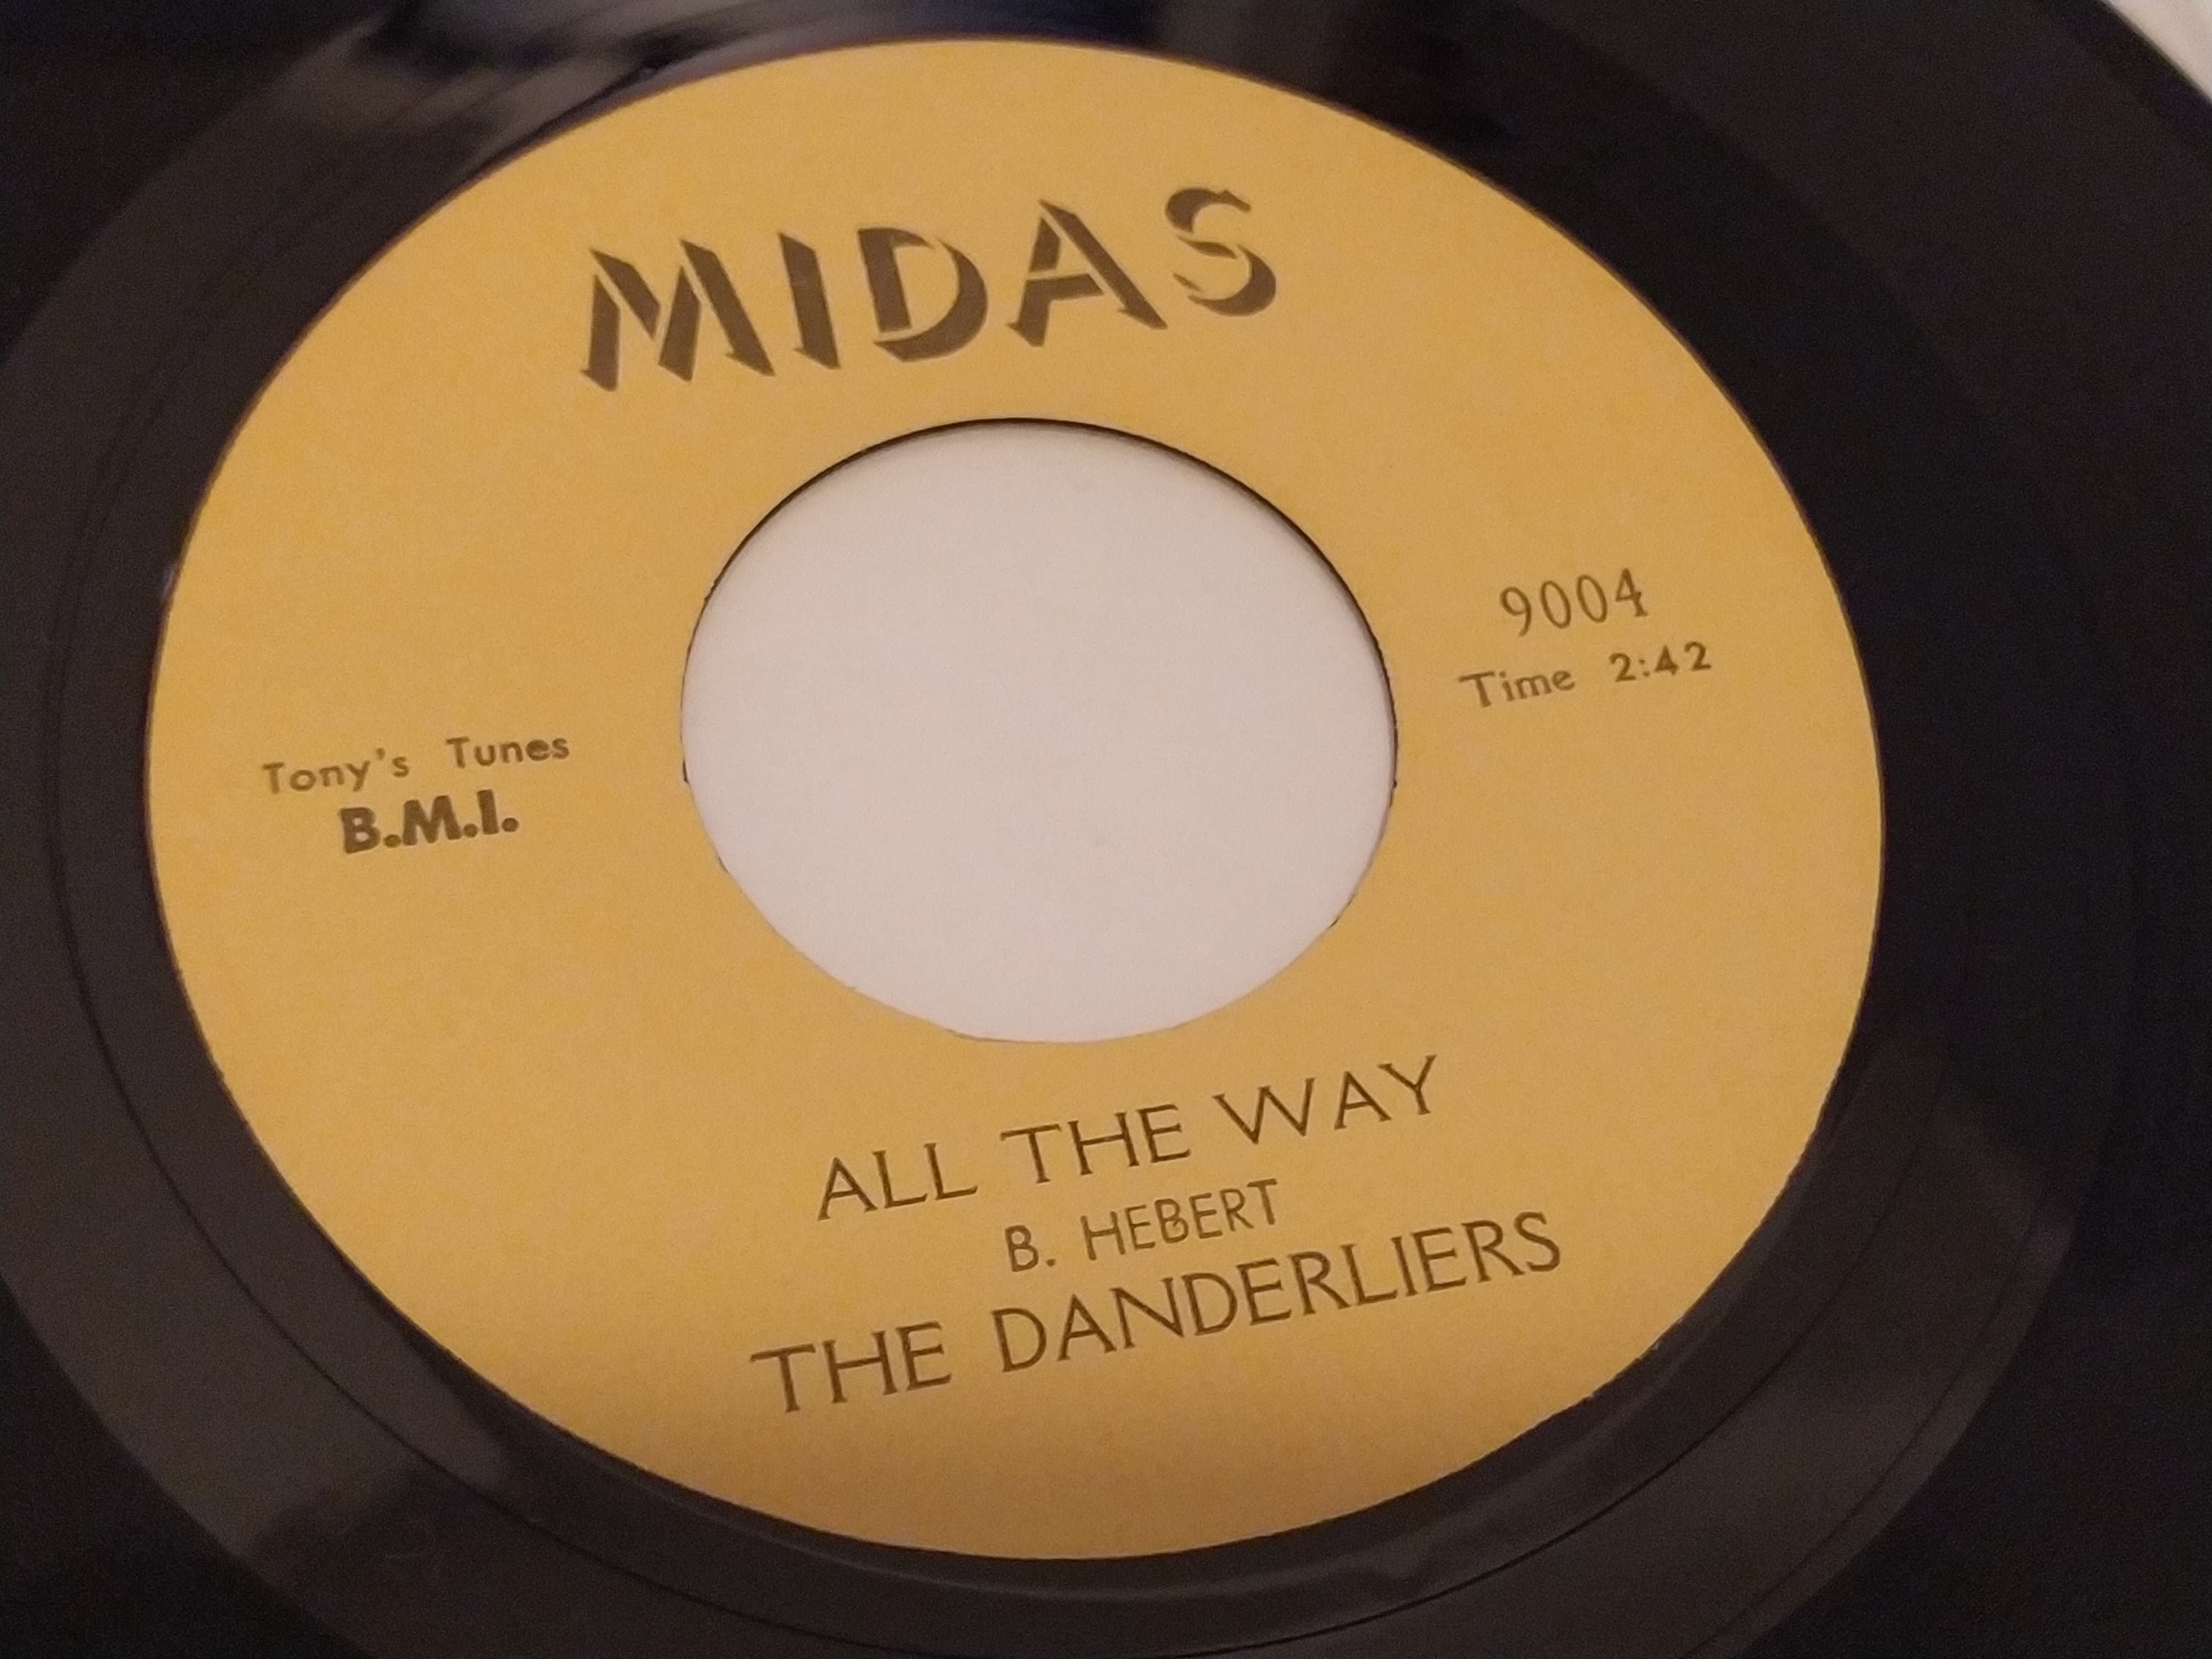 MIDAS
9004
Time 2:42
Tony's Tunes
B.M.I.
ALL THE WAY
B. HEBERT
THE DANDERLIERS